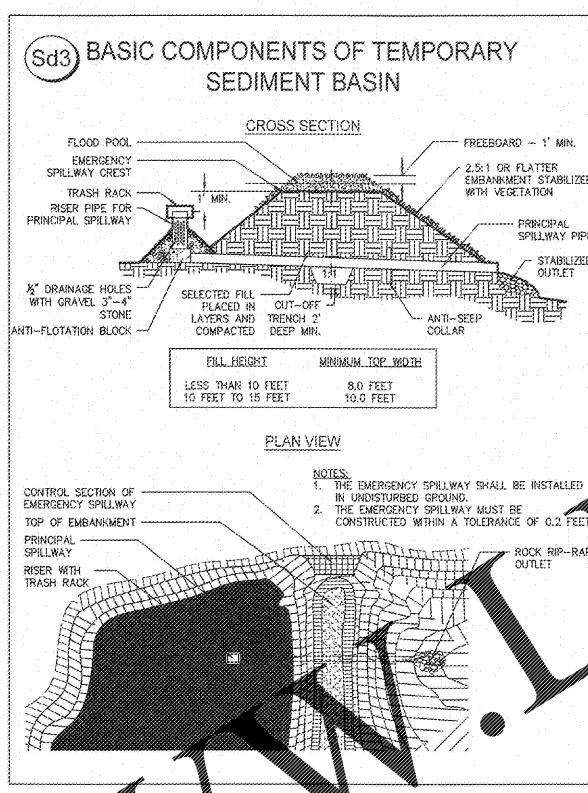 Sd3
BASIC COMPONENTS OF TEMPORARY
SEDIMENT BASIN
CROSS SECTION
FLOOD POOL
EMERGENCY
SPILLWAY CREST
TRASH RACK
RISER PIPE FOR
PRINCIPAL SPILLWAY
1' MIN.
FREEBOARD - 1' MIN.
2.5:1 OR FLATTER
EMBANKMENT STABILIZED
WITH VEGETATION
PRINCIPAL
SPILLWAY PIPE
STABILIZED
OUTLET
½" DRAINAGE HOLES
WITH GRAVEL 3"-4"
STONE
ANTI-FLOTATION BLOCK
SELECTED FILL
PLACED IN
LAYERS AND
COMPACTED
CUT-OFF
TRENCH 2'
DEEP MIN.
1:1
ANTI-SEEP
COLLAR
FILL HEIGHT MINIMUM TOP WIDTH
LESS THAN 10 FEET 8.0 FEET
10 FEET TO 15 FEET 10.0 FEET
PLAN VIEW
NOTES:
1. THE EMERGENCY SPILLWAY SHALL BE INSTALLED
IN UNDISTURBED GROUND.
2. THE EMERGENCY SPILLWAY MUST BE
CONSTRUCTED WITHIN A TOLERANCE OF 0.2 FEET
CONTROL SECTION OF
EMERGENCY SPILLWAY
TOP OF EMBANKMENT
PRINCIPAL
SPILLWAY
RISER WITH
TRASH RACK
ROCK RIP-RAP
OUTLET
W.L